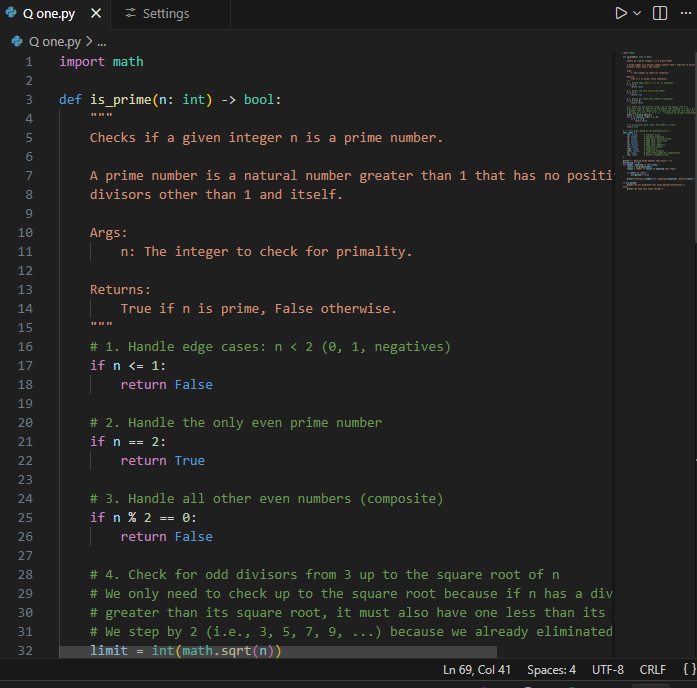 Q one.py
Settings
Q one.py > ...
1 import math
2
3 def is_prime(n: int) -> bool:
4 """
5 Checks if a given integer n is a prime number.
6
7 A prime number is a natural number greater than 1 that has no positi
8 divisors other than 1 and itself.
9
10 Args:
11 n: The integer to check for primality.
12
13 Returns:
14 True if n is prime, False otherwise.
15 """
16 # 1. Handle edge cases: n < 2 (0, 1, negatives)
17 if n <= 1:
18 return False
19
20 # 2. Handle the only even prime number
21 if n == 2:
22 return True
23
24 # 3. Handle all other even numbers (composite)
25 if n % 2 == 0:
26 return False
27
28 # 4. Check for odd divisors from 3 up to the square root of n
29 # We only need to check up to the square root because if n has a div
30 # greater than its square root, it must also have one less than its
31 # We step by 2 (i.e., 3, 5, 7, 9, ...) because we already eliminated
32 limit = int(math.sqrt(n))
Ln 69, Col 41 Spaces: 4 UTF-8 CRLF {}